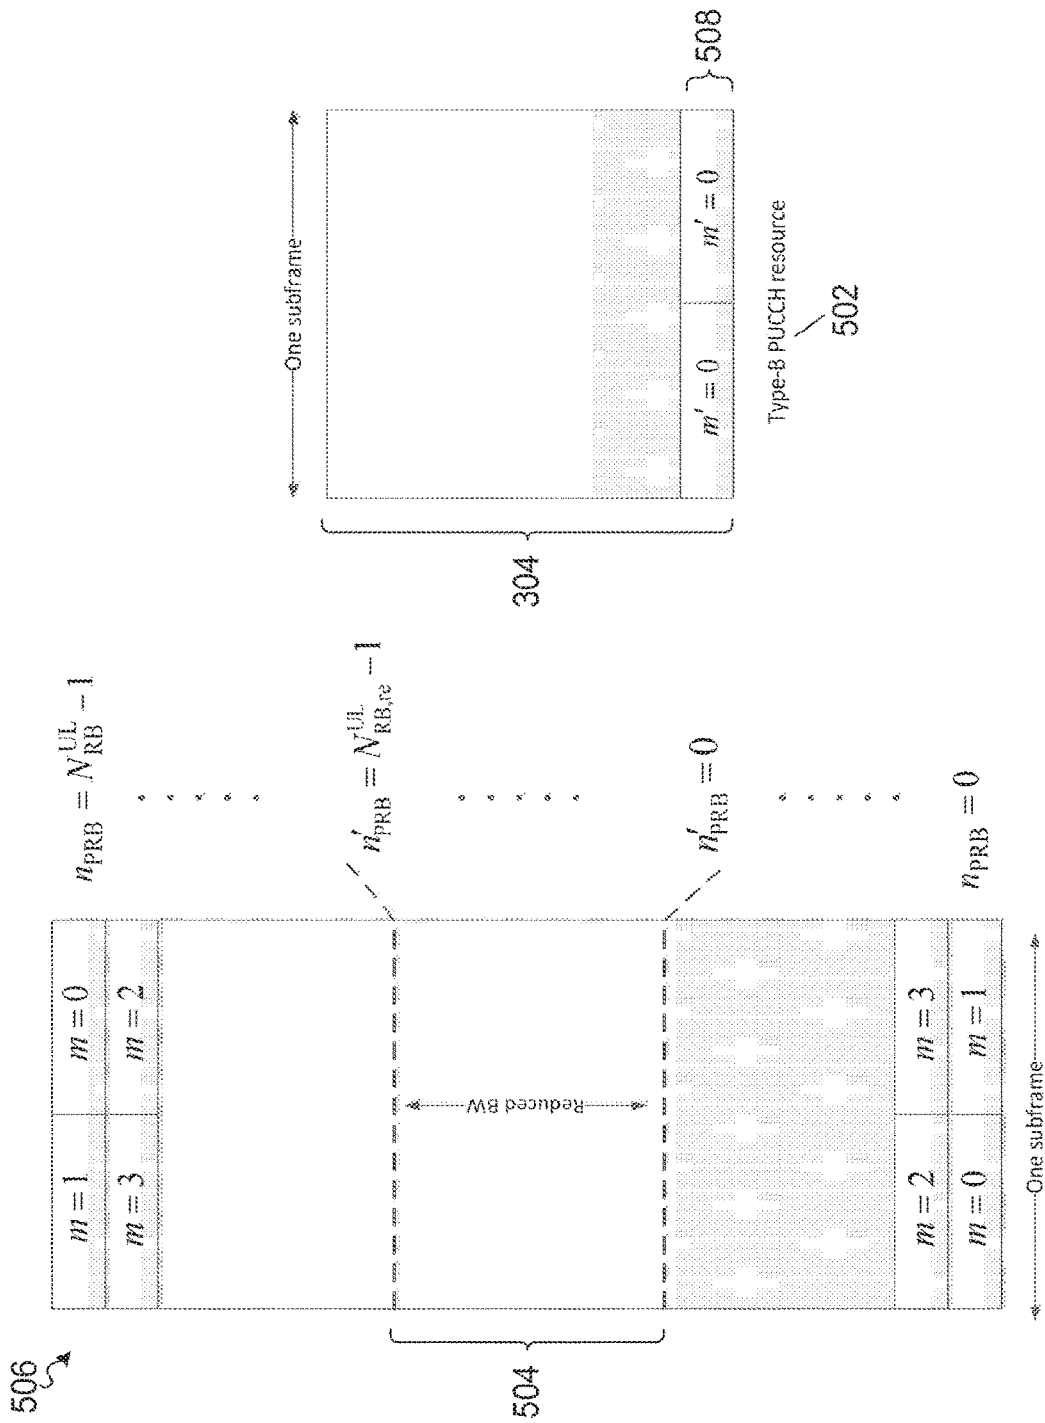 506
m = 1
m = 0
m = 3
m = 2
n_PRB = N_RB^UL − 1
n′_PRB = N_RB,re^UL − 1
504
Reduced BW
n′_PRB = 0
m = 2
m = 3
m = 0
m = 1
n_PRB = 0
One subframe
One subframe
304
m′ = 0
m′ = 0
508
Type-B PUCCH resource
502